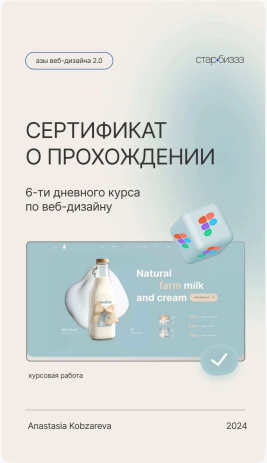 азы веб-дизайна 2.0
старбиззз
СЕРТИФИКАТ
О ПРОХОЖДЕНИИ
6-ти дневного курса
по веб-дизайну
Natural
farm milk
and cream
курсовая работа
Anastasia Kobzareva
2024